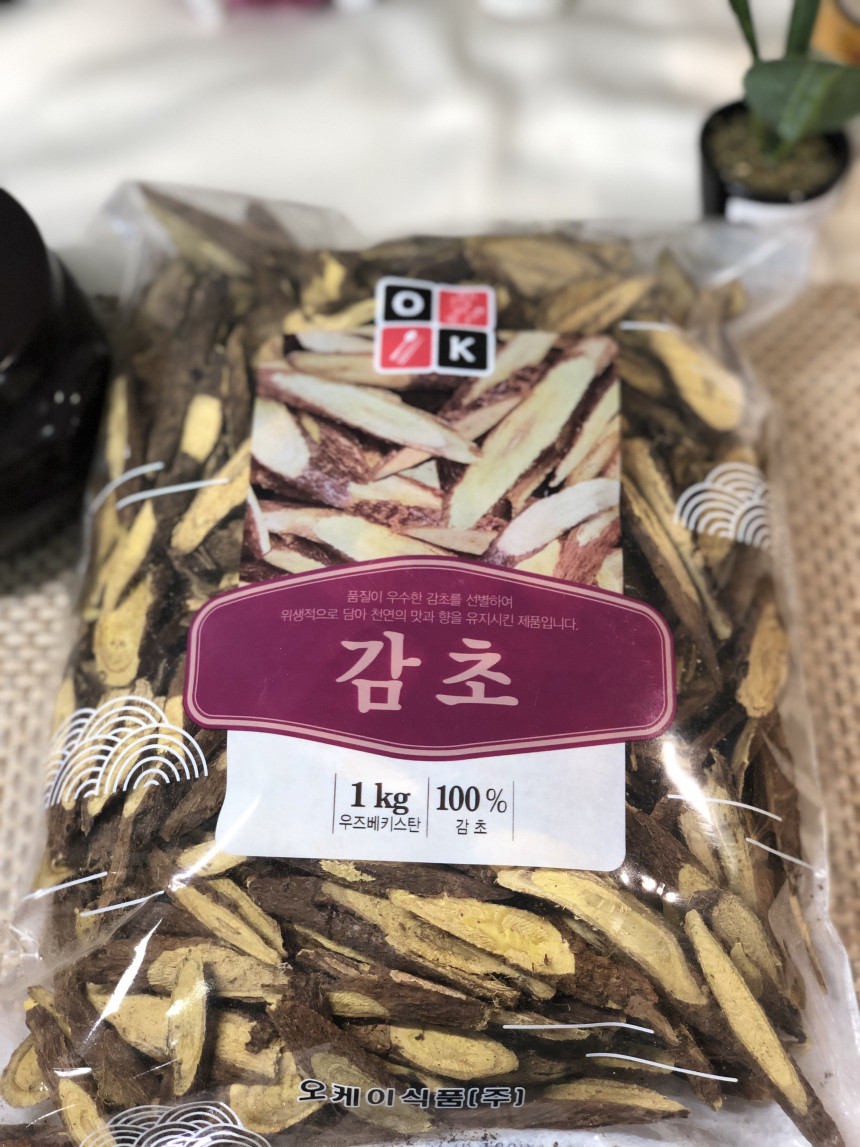 O
K
품질이 우수한 감초를 선별하여
위생적으로 담아 천연의 맛과 향을 유지시킨 제품입니다.
감초
1 kg 100 %
우즈베키스탄 감 초
오케이식품(주)